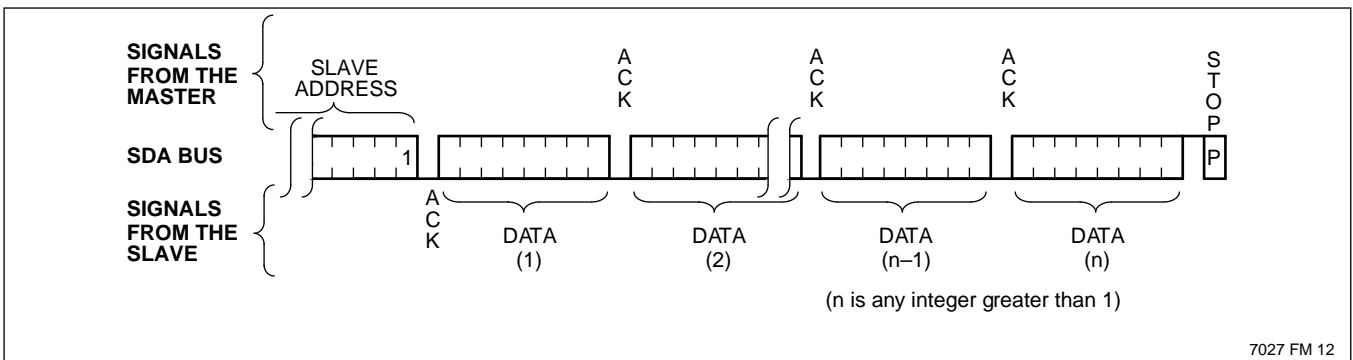 SIGNALS
FROM THE
MASTER
SLAVE
ADDRESS
A
C
K
A
C
K
A
C
K
S
T
O
P
SDA BUS
1
P
SIGNALS
FROM THE
SLAVE
A
C
K
DATA
(1)
DATA
(2)
DATA
(n–1)
DATA
(n)
(n is any integer greater than 1)
7027 FM 12